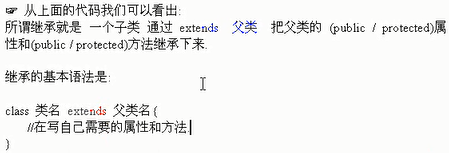 ☞ 从上面的代码我们可以看出:
所谓继承就是 一个子类 通过 extends 父类 把父类的 (public / protected)属
性和(public / protected)方法继承下来.
继承的基本语法是:
class 类名 extends 父类名{
//在写自己需要的属性和方法
}